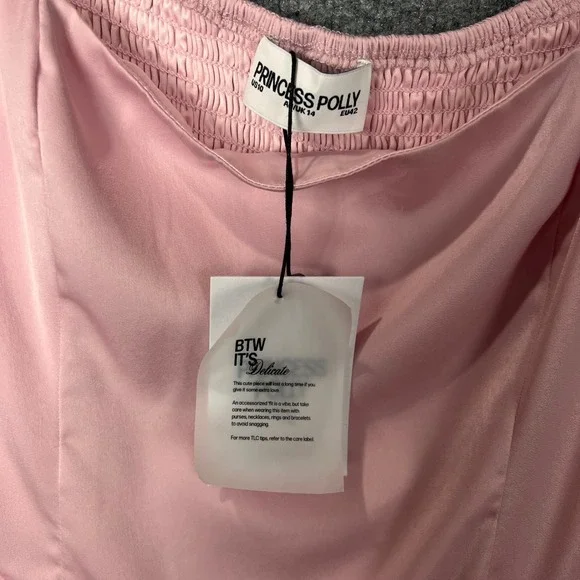 PRINCESS POLLY
US10 AU/UK 14 EU42
BTW
IT'S
Delicate
This cute piece will last a long time if you
give it some extra love.
An accessorized 'fit is a vibe, but take
care when wearing this item with
purses, necklaces, rings and bracelets
to avoid snagging
For more TLC tips, refer to the care label.